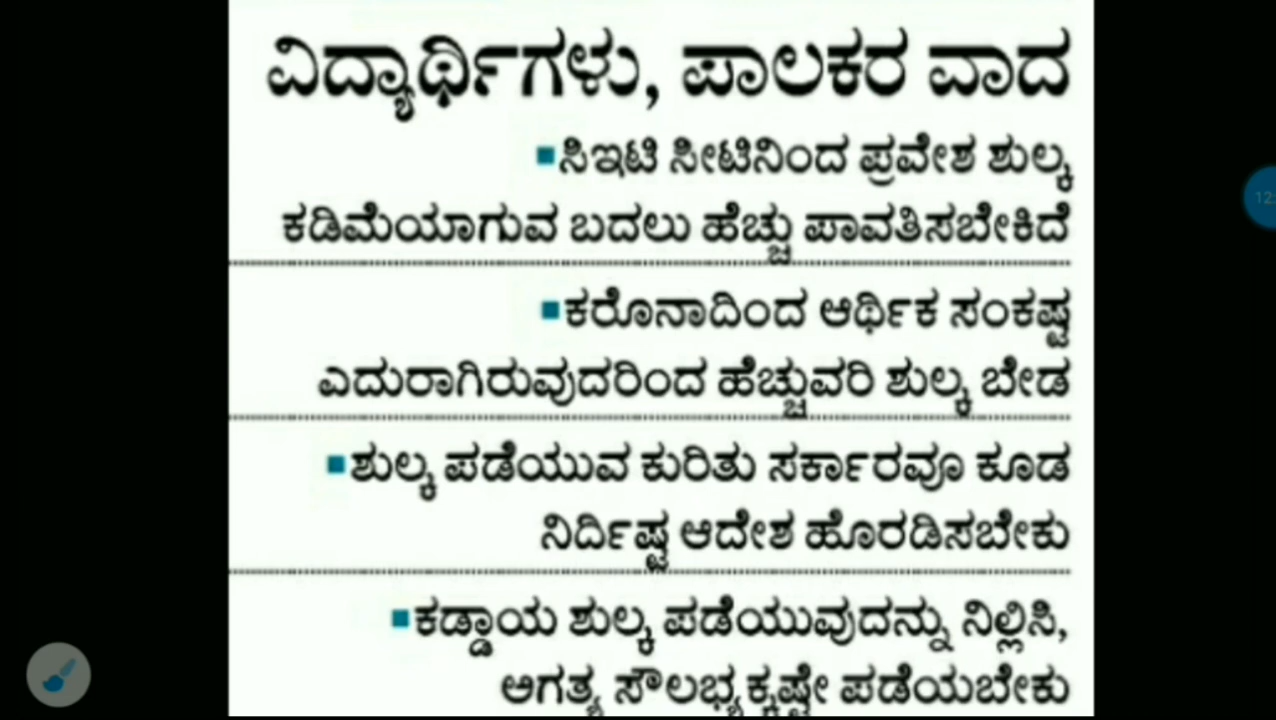 ವಿದ್ಯಾರ್ಥಿಗಳು, ಪಾಲಕರ ವಾದ
■ಸಿಇಟಿ ಸೀಟಿನಿಂದ ಪ್ರವೇಶ ಶುಲ್ಕ
ಕಡಿಮೆಯಾಗುವ ಬದಲು ಹೆಚ್ಚು ಪಾವತಿಸಬೇಕಿದೆ
■ಕರೊನಾದಿಂದ ಆರ್ಥಿಕ ಸಂಕಷ್ಟ
ಎದುರಾಗಿರುವುದರಿಂದ ಹೆಚ್ಚುವರಿ ಶುಲ್ಕ ಬೇಡ
■ಶುಲ್ಕ ಪಡೆಯುವ ಕುರಿತು ಸರ್ಕಾರವೂ ಕೂಡ
ನಿರ್ದಿಷ್ಟ ಆದೇಶ ಹೊರಡಿಸಬೇಕು
■ಕಡ್ಡಾಯ ಶುಲ್ಕ ಪಡೆಯುವುದನ್ನು ನಿಲ್ಲಿಸಿ,
ಅಗತ್ಯ ಸೌಲಭ್ಯಕ್ಕಷ್ಟೇ ಪಡೆಯಬೇಕು